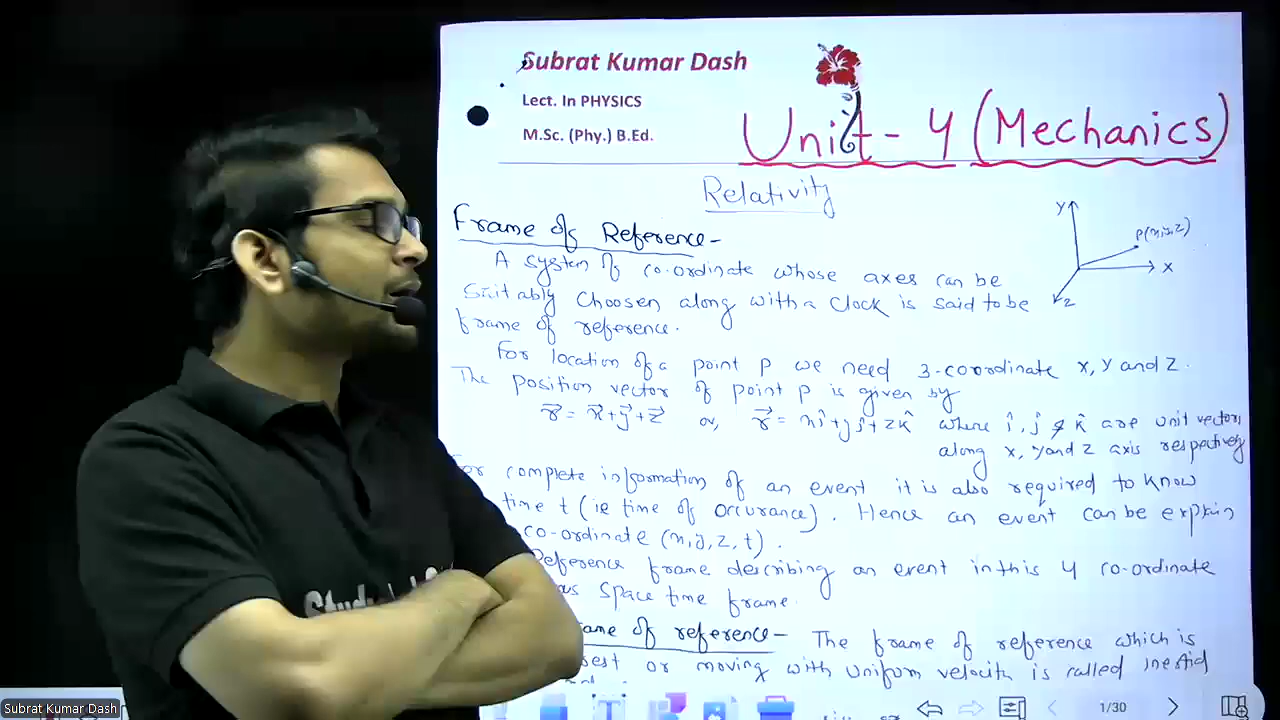 Subrat Kumar Dash
Lect. In PHYSICS
M.Sc. (Phy.) B.Ed.
Unit - 4 (Mechanics)
Relativity
Frame of Reference -
Y
P(x,y,z)
X
Z
A system of co-ordinate whose axes can be
suitably choosen along with a clock is said to be
frame of reference.
For location of a point P we need 3-coordinate x, y and z.
The position vector of point P is given by
r⃗ = x⃗+y⃗+z⃗ or, r⃗ = xî+yĵ+zk̂ where î, ĵ & k̂ are unit vectors
along x, y and z axis respectively
For complete information of an event it is also required to know
time t (ie time of occurance). Hence an event can be explain
co-ordinate (x,y,z,t).
Reference frame describing an event in this 4 co-ordinate
space time frame.
frame of reference - The frame of reference which is
rest or moving with uniform velocity is called
Subrat Kumar Dash
1/30